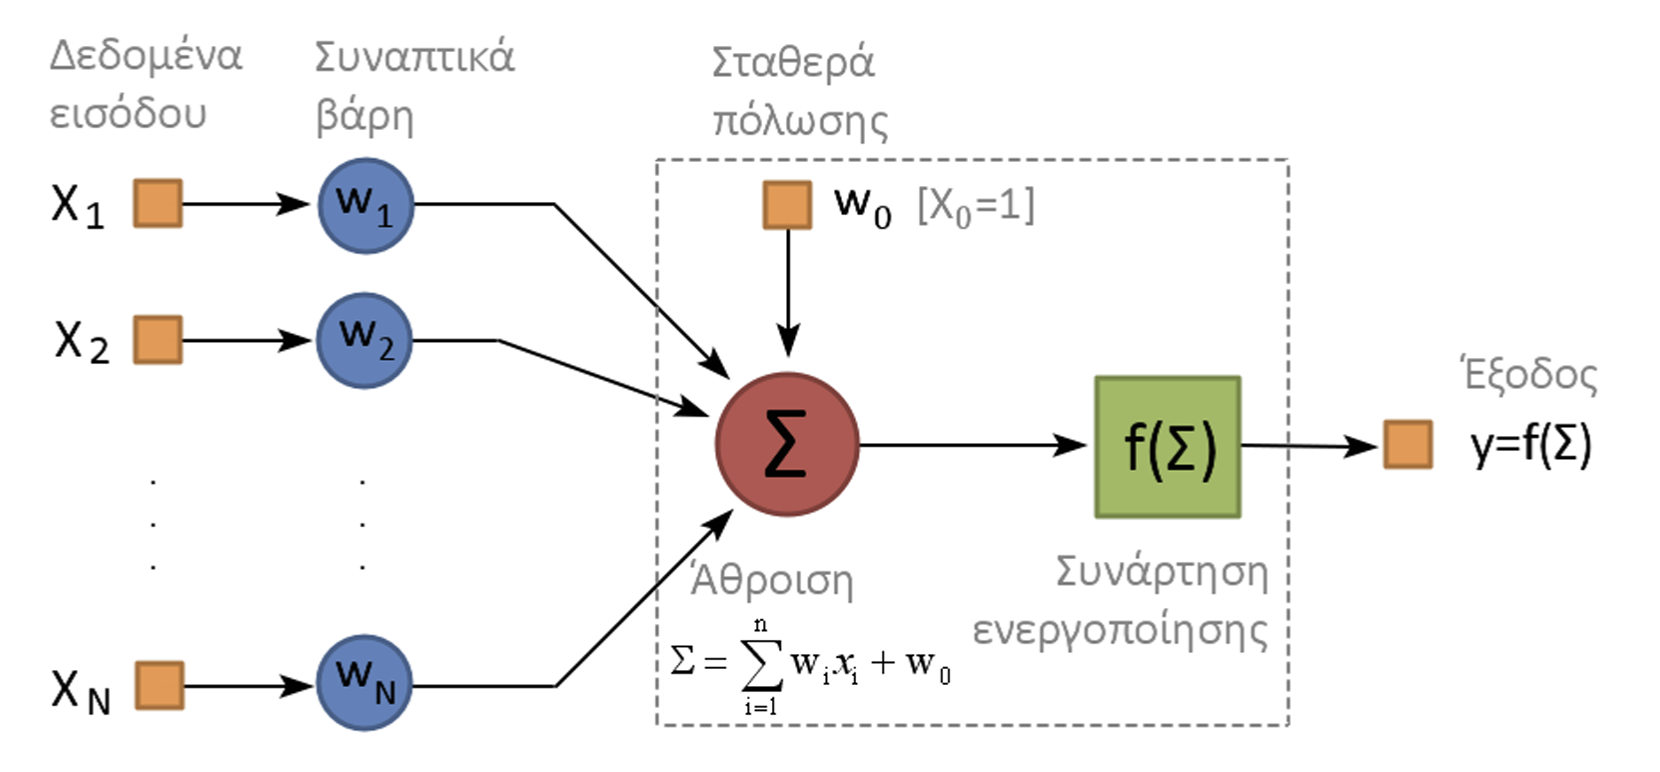 Δεδομένα
εισόδου
Συναπτικά
βάρη
Σταθερά
πόλωσης
X1
w1
w0 [X0=1]
X2
w2
Σ
f(Σ)
Έξοδος
y=f(Σ)
.
.
.
.
.
.
Άθροιση
Σ = ∑ⁿᵢ₌₁ wᵢxᵢ + w₀
Συνάρτηση
ενεργοποίησης
XN
wN